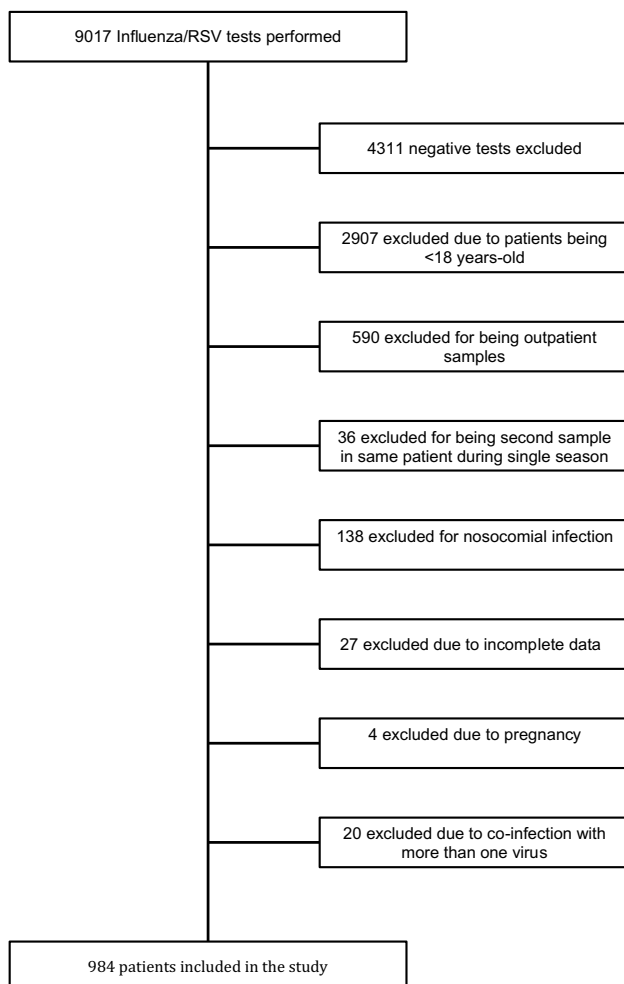 9017 Influenza/RSV tests performed
4311 negative tests excluded
2907 excluded due to patients being
<18 years-old
590 excluded for being outpatient
samples
36 excluded for being second sample
in same patient during single season
138 excluded for nosocomial infection
27 excluded due to incomplete data
4 excluded due to pregnancy
20 excluded due to co-infection with
more than one virus
984 patients included in the study